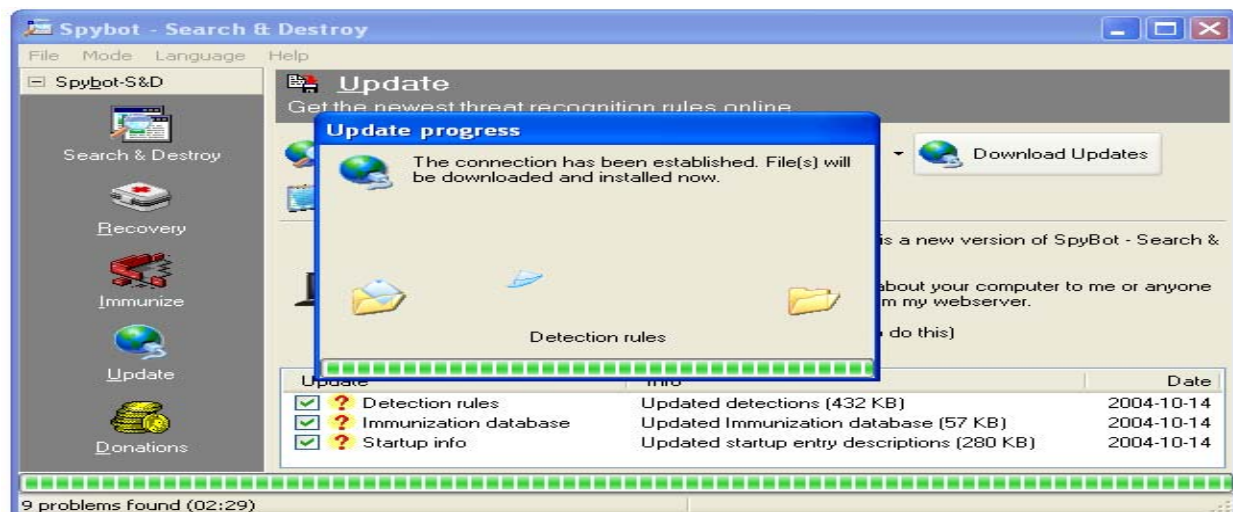 Spybot - Search & Destroy
File Mode Language Help
Spybot-S&D
Search & Destroy
Recovery
Immunize
Update
Donations
Update
Get the newest threat recognition rules online
Download Updates
is a new version of SpyBot - Search &
about your computer to me or anyone
m my webserver.
do this)
Update progress
The connection has been established. File(s) will
be downloaded and installed now.
Detection rules
Update Info Date
Detection rules Updated detections (432 KB) 2004-10-14
Immunization database Updated Immunization database (57 KB) 2004-10-14
Startup info Updated startup entry descriptions (280 KB) 2004-10-14
9 problems found (02:29)